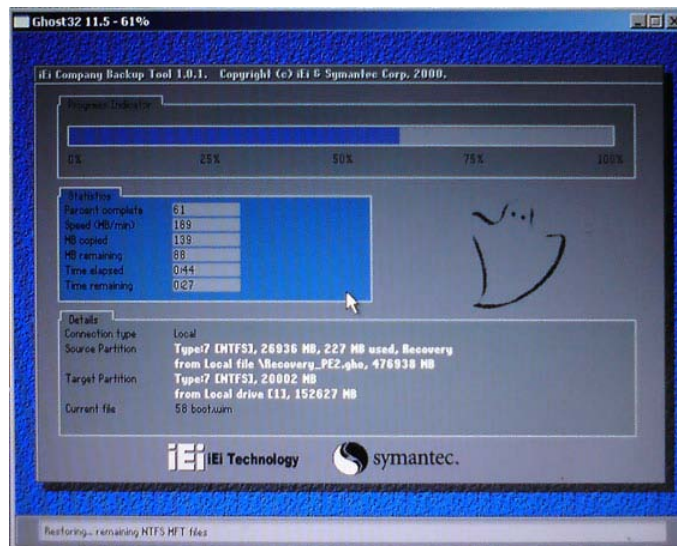 Ghost32 11.5 - 61%
iEi Company Backup Tool 1.0.1. Copyright (c) iEi & Symantec Corp, 2000.
Progress Indicator
0% 25% 50% 75% 100%
Statistics
Percent complete 61
Speed (MB/min) 189
MB copied 139
MB remaining 88
Time elapsed 0:44
Time remaining 0:27
Details
Connection type Local
Source Partition Type:7 [NTFS], 26936 MB, 227 MB used, Recovery
from Local file \Recovery_PE2.gho, 476938 MB
Target Partition Type:7 [NTFS], 20002 MB
from Local drive [1], 152627 MB
Current file 58 boot.wim
iEi iEi Technology symantec.
Restoring... remaining NTFS MFT files